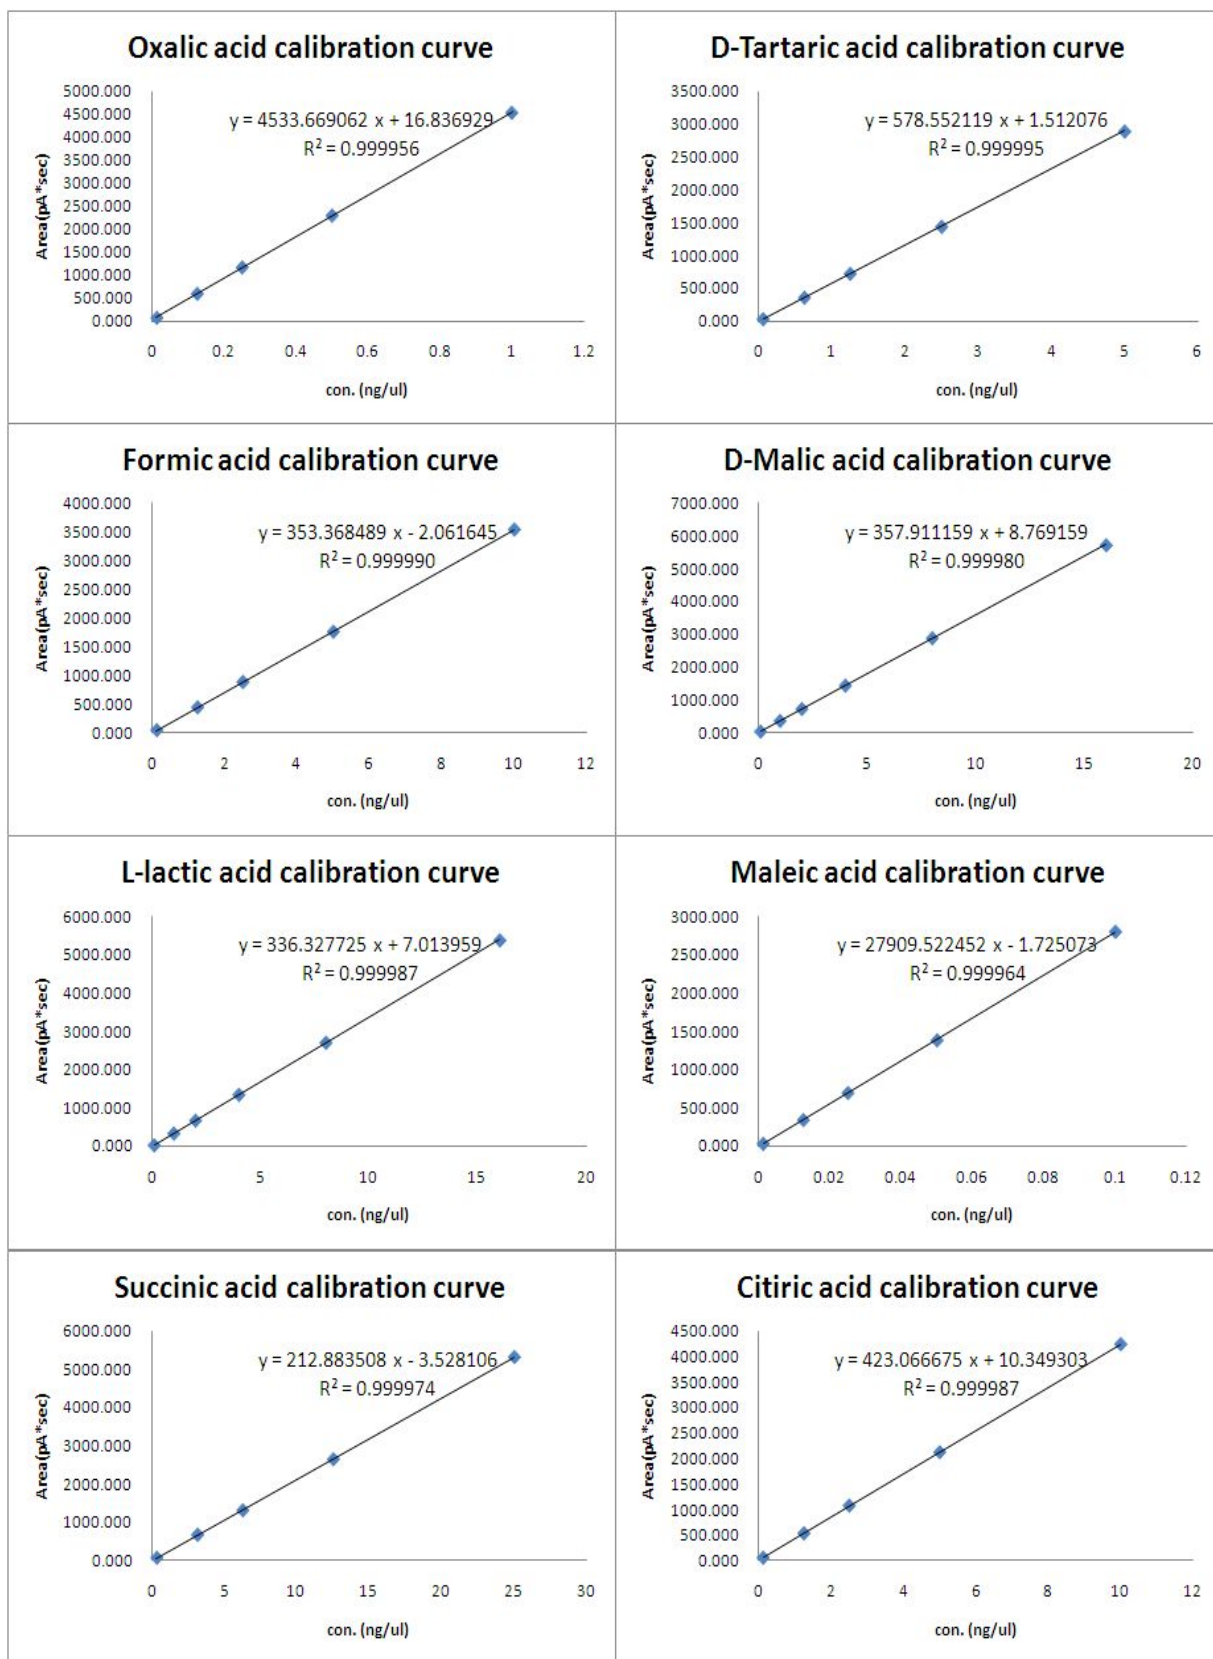 Oxalic acid calibration curve
5000.000
4500.000
4000.000
3500.000
3000.000
2500.000
2000.000
1500.000
1000.000
500.000
0.000
Area(pA*sec)
y = 4533.669062 x + 16.836929
R² = 0.999956
0 0.2 0.4 0.6 0.8 1 1.2
con. (ng/ul)
D-Tartaric acid calibration curve
3500.000
3000.000
2500.000
2000.000
1500.000
1000.000
500.000
0.000
Area(pA*sec)
y = 578.552119 x + 1.512076
R² = 0.999995
0 1 2 3 4 5 6
con. (ng/ul)
Formic acid calibration curve
4000.000
3500.000
3000.000
2500.000
2000.000
1500.000
1000.000
500.000
0.000
Area(pA*sec)
y = 353.368489 x - 2.061645
R² = 0.999990
0 2 4 6 8 10 12
con. (ng/ul)
D-Malic acid calibration curve
7000.000
6000.000
5000.000
4000.000
3000.000
2000.000
1000.000
0.000
Area(pA*sec)
y = 357.911159 x + 8.769159
R² = 0.999980
0 5 10 15 20
con. (ng/ul)
L-lactic acid calibration curve
6000.000
5000.000
4000.000
3000.000
2000.000
1000.000
0.000
Area(pA*sec)
y = 336.327725 x + 7.013959
R² = 0.999987
0 5 10 15 20
con. (ng/ul)
Maleic acid calibration curve
3000.000
2500.000
2000.000
1500.000
1000.000
500.000
0.000
Area(pA*sec)
y = 27909.522452 x - 1.725073
R² = 0.999964
0 0.02 0.04 0.06 0.08 0.1 0.12
con. (ng/ul)
Succinic acid calibration curve
6000.000
5000.000
4000.000
3000.000
2000.000
1000.000
0.000
Area(pA*sec)
y = 212.883508 x - 3.528106
R² = 0.999974
0 5 10 15 20 25 30
con. (ng/ul)
Citiric acid calibration curve
4500.000
4000.000
3500.000
3000.000
2500.000
2000.000
1500.000
1000.000
500.000
0.000
Area(pA*sec)
y = 423.066675 x + 10.349303
R² = 0.999987
0 2 4 6 8 10 12
con. (ng/ul)